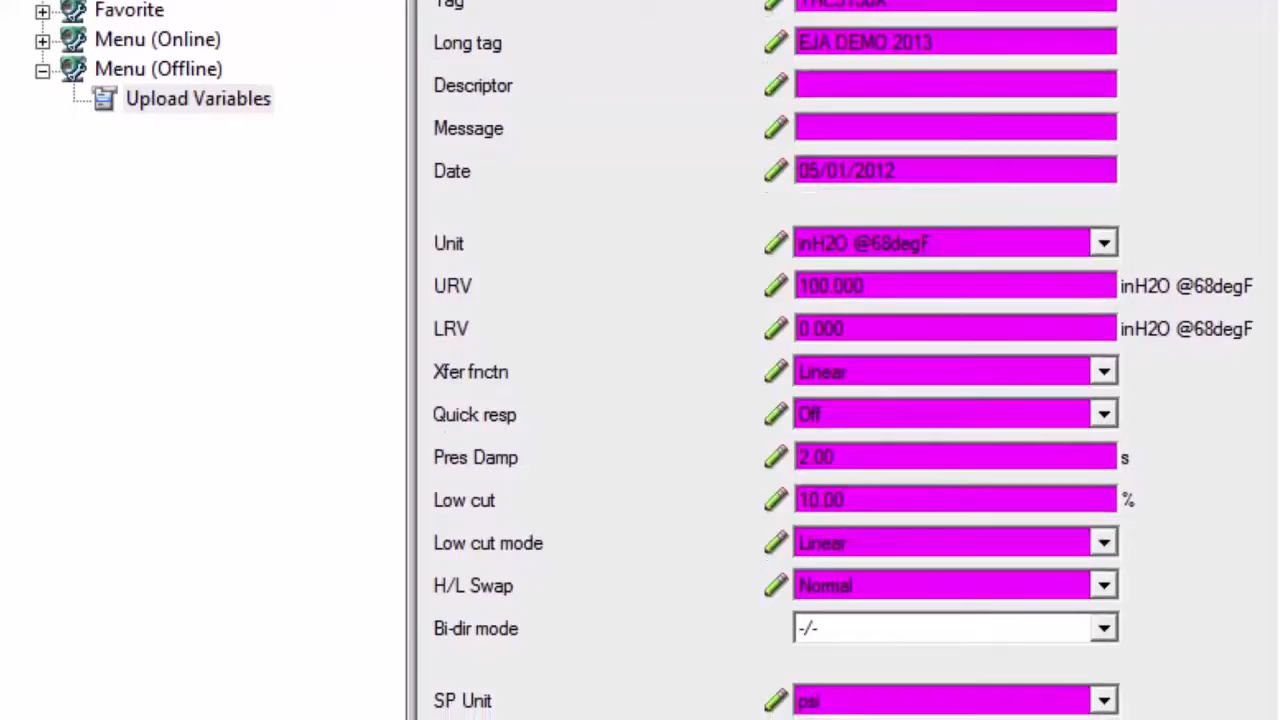 Favorite
Menu (Online)
Menu (Offline)
Upload Variables
Tag
Long tag EJA DEMO 2013
Descriptor
Message
Date 05/01/2012
Unit inH2O @68degF
URV 100.000 inH2O @68degF
LRV 0.000 inH2O @68degF
Xfer fnctn Linear
Quick resp Off
Pres Damp 2.00 s
Low cut 10.00 %
Low cut mode Linear
H/L Swap Normal
Bi-dir mode -/-
SP Unit psi